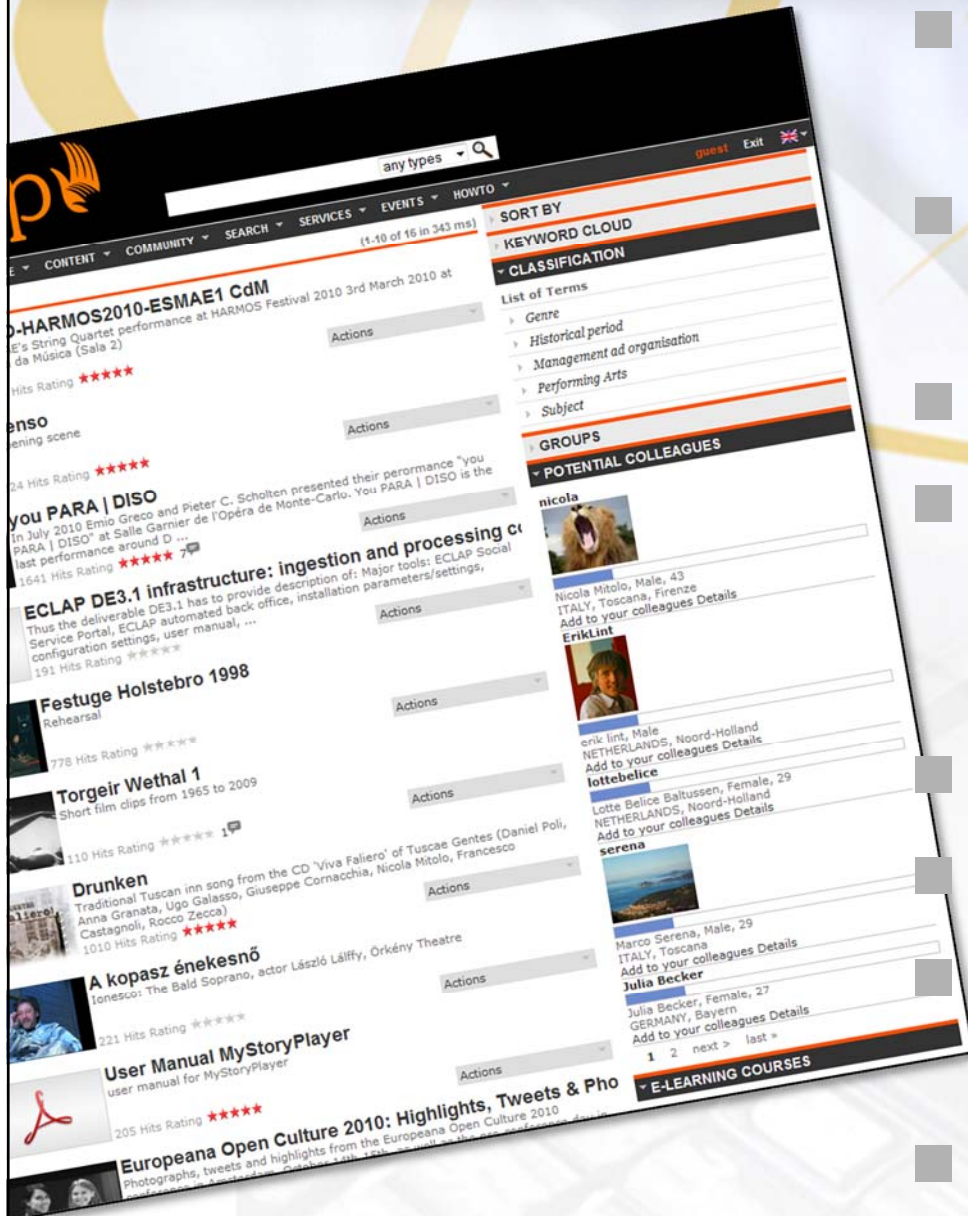 p
any types
guest Exit
E CONTENT COMMUNITY SEARCH SERVICES EVENTS HOWTO
(1-10 of 16 in 343 ms)
D-HARMOS2010-ESMAE1 CdM
AE's String Quartet performance at HARMOS Festival 2010 3rd March 2010 at
da Música (Sala 2)
Actions
Hits Rating
enso
ening scene
Actions
24 Hits Rating
you PARA | DISO
In July 2010 Emio Greco and Pieter C. Scholten presented their perormance "you
PARA | DISO" at Salle Garnier de l'Opéra de Monte-Carlo. You PARA | DISO is the
last performance around D ...
Actions
1641 Hits Rating 7
ECLAP DE3.1 infrastructure: ingestion and processing co
Thus the deliverable DE3.1 has to provide description of: Major tools: ECLAP Social
Service Portal, ECLAP automated back office, installation parameters/settings,
configuration settings, user manual, ...
Actions
191 Hits Rating
Festuge Holstebro 1998
Rehearsal
Actions
778 Hits Rating
Torgeir Wethal 1
Short film clips from 1965 to 2009
Actions
110 Hits Rating 1
Drunken
Traditional Tuscan inn song from the CD 'Viva Faliero' of Tuscae Gentes (Daniel Poli,
Anna Granata, Ugo Galasso, Giuseppe Cornacchia, Nicola Mitolo, Francesco
Castagnoli, Rocco Zecca)
Actions
1010 Hits Rating
A kopasz énekesnő
Ionesco: The Bald Soprano, actor László Lálffy, Örkény Theatre
Actions
221 Hits Rating
User Manual MyStoryPlayer
user manual for MyStoryPlayer
Actions
205 Hits Rating
Europeana Open Culture 2010: Highlights, Tweets & Pho
Photographs, tweets and highlights from the Europeana Open Culture 2010
conference in Amsterdam, October 14th-15th, as well as the pre-conference day in
SORT BY
KEYWORD CLOUD
CLASSIFICATION
List of Terms
Genre
Historical period
Management ad organisation
Performing Arts
Subject
GROUPS
POTENTIAL COLLEAGUES
nicola
Nicola Mitolo, Male, 43
ITALY, Toscana, Firenze
Add to your colleagues Details
ErikLint
erik lint, Male
NETHERLANDS, Noord-Holland
Add to your colleagues Details
lottebelice
Lotte Belice Baltussen, Female, 29
NETHERLANDS, Noord-Holland
Add to your colleagues Details
serena
Marco Serena, Male, 29
ITALY, Toscana
Add to your colleagues Details
Julia Becker
Julia Becker, Female, 27
GERMANY, Bayern
Add to your colleagues Details
1 2 next > last »
E-LEARNING COURSES